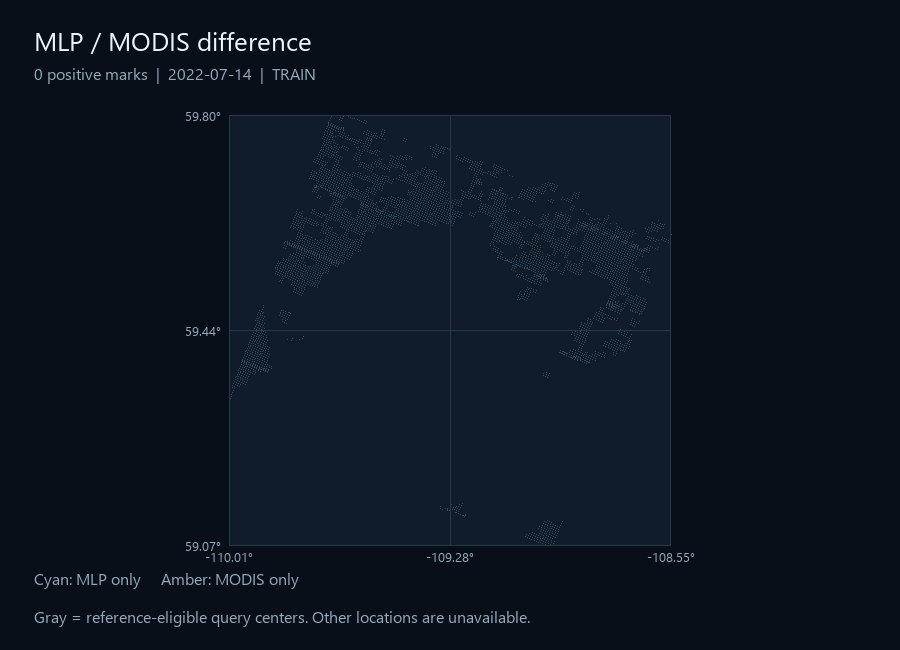 MLP / MODIS difference
0 positive marks | 2022-07-14 | TRAIN
59.80°
59.44°
59.07°
-110.01° -109.28° -108.55°
Cyan: MLP only Amber: MODIS only
Gray = reference-eligible query centers. Other locations are unavailable.